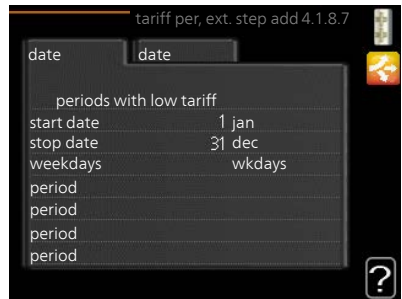 tariff per, ext. step add 4.1.8.7
date date
periods with low tariff
start date 1 jan
stop date 31 dec
weekdays wkdays
period
period
period
period
?